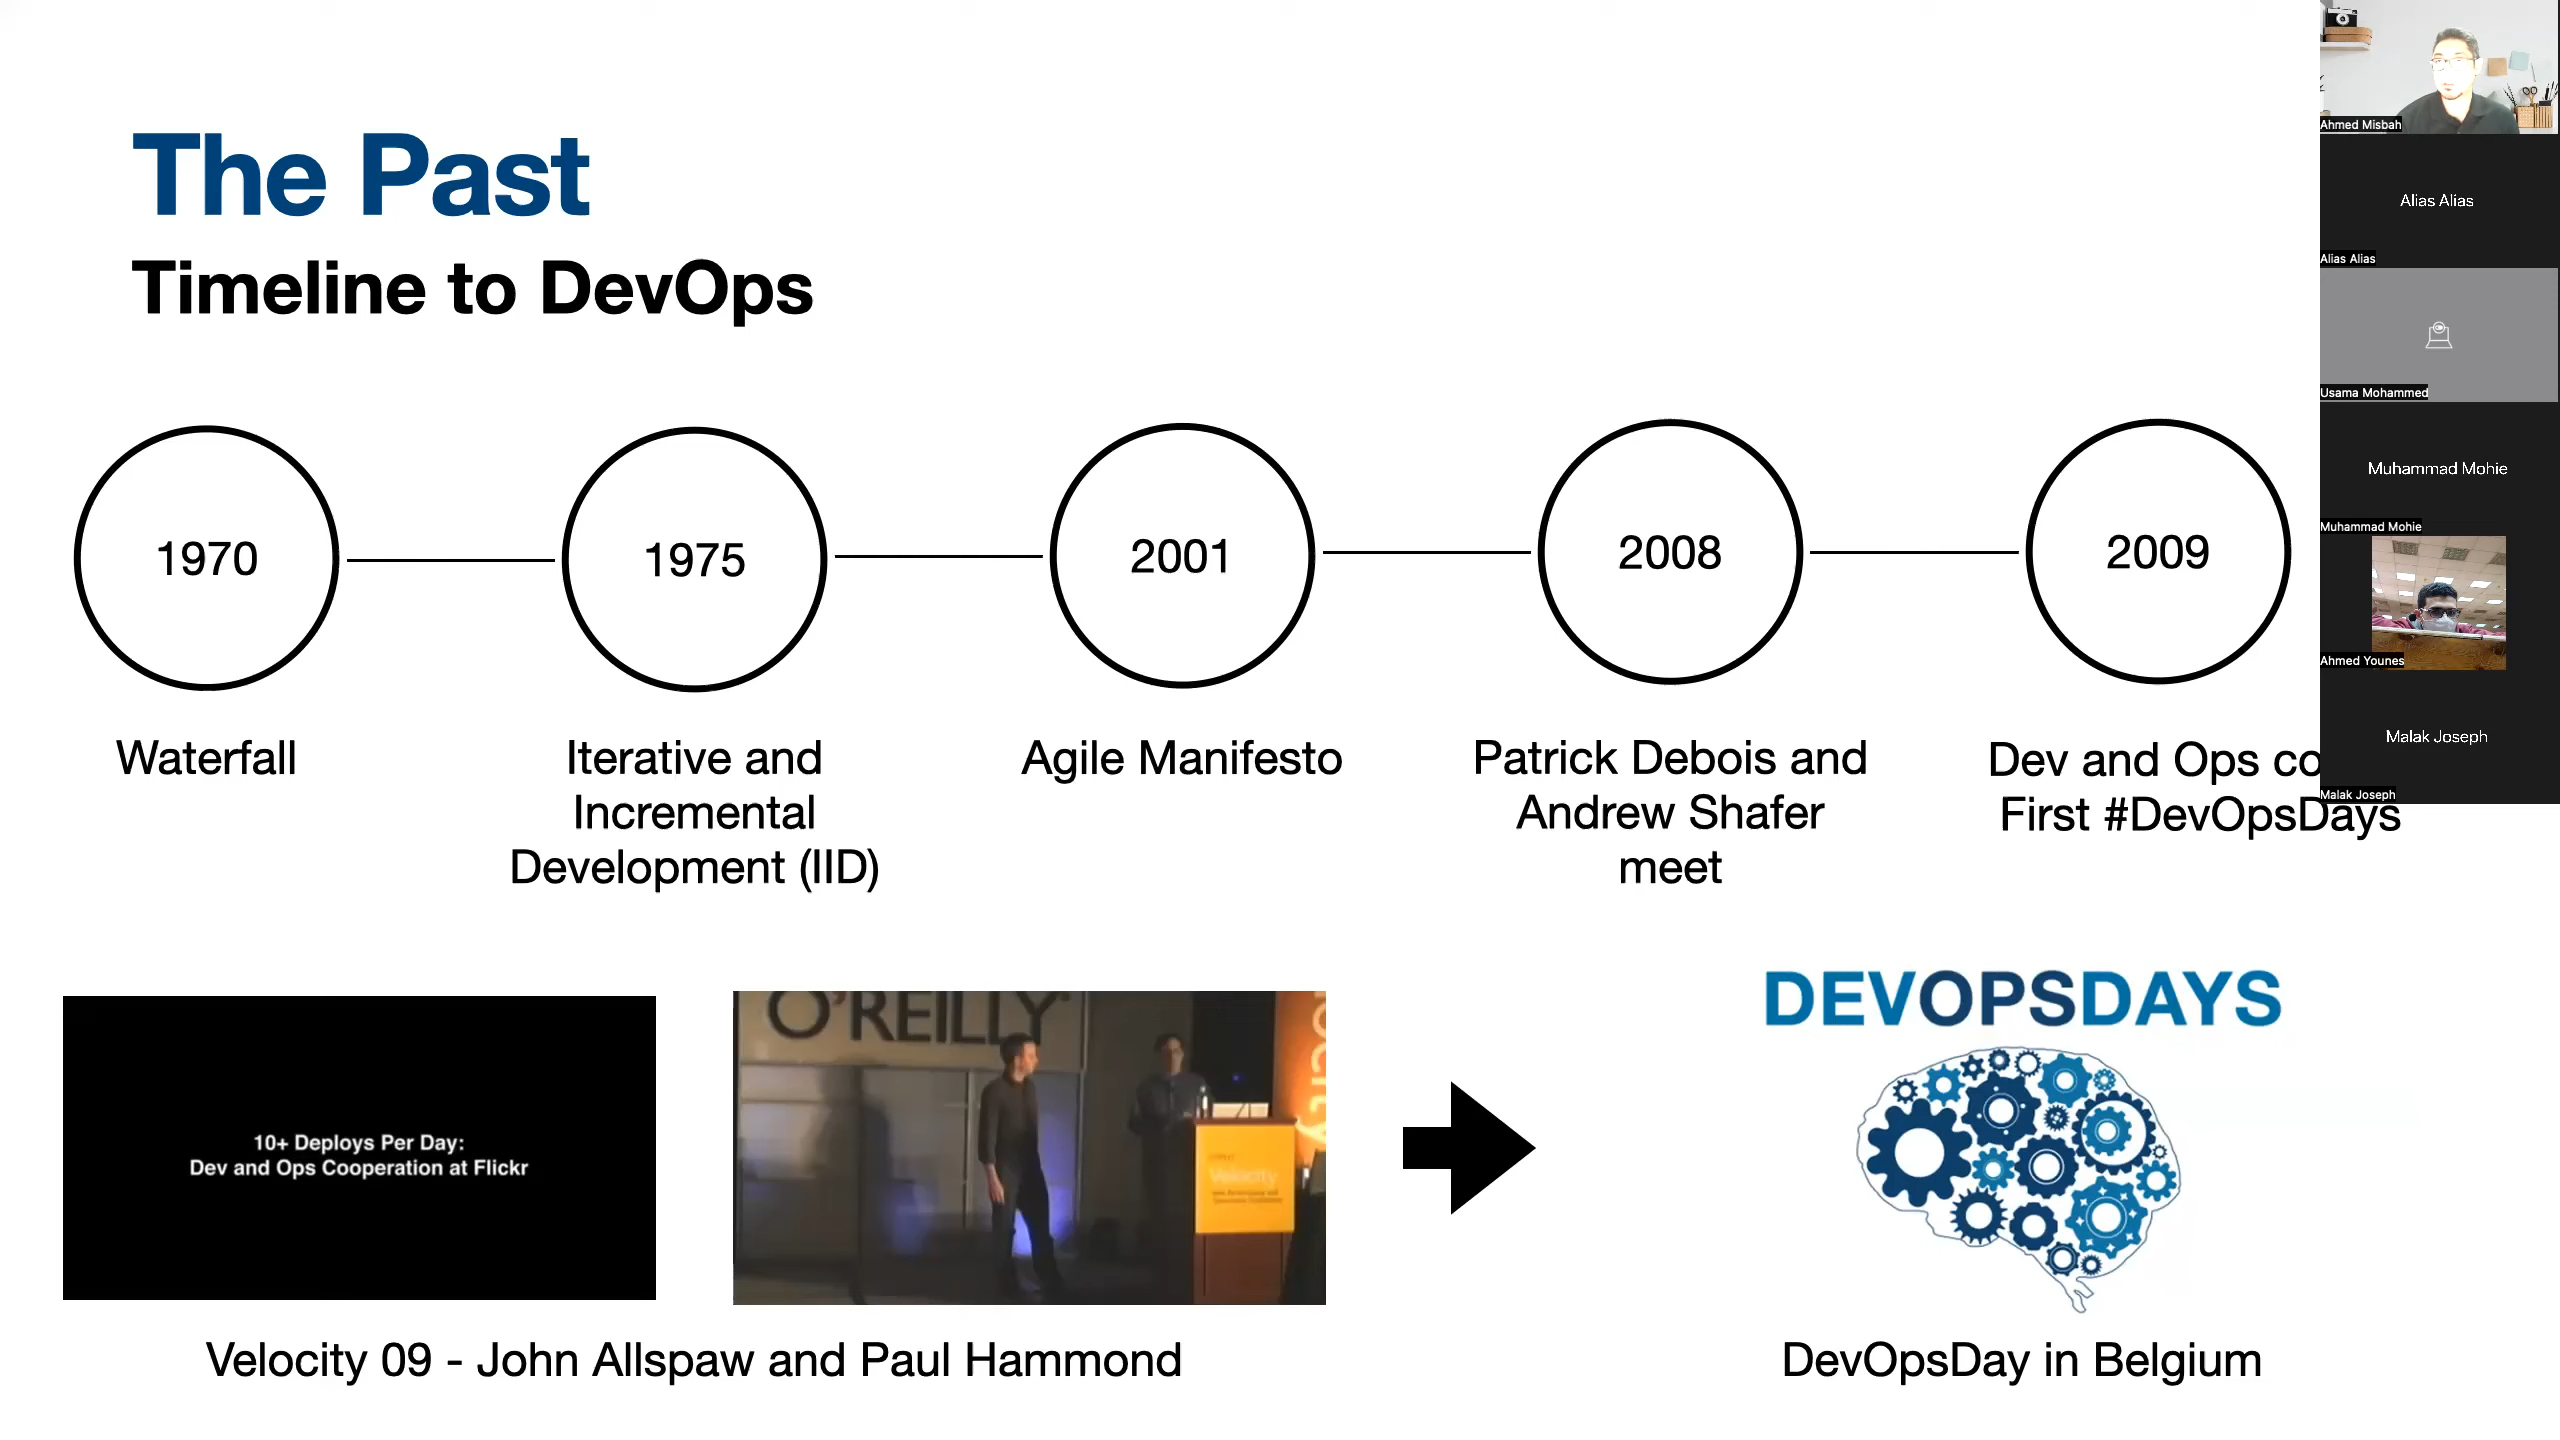 The Past
Timeline to DevOps
1970
1975
2001
2008
2009
Waterfall
Iterative and
Incremental
Development (IID)
Agile Manifesto
Patrick Debois and
Andrew Shafer
meet
Dev and Ops co
First #DevOpsDays
10+ Deploys Per Day:
Dev and Ops Cooperation at Flickr
O'REILLY
Velocity
Velocity 09 - John Allspaw and Paul Hammond
DEVOPSDAYS
DevOpsDay in Belgium
Ahmed Misbah
Alias Alias
Alias Alias
Usama Mohammed
Muhammad Mohie
Muhammad Mohie
Ahmed Younes
Malak Joseph
Malak Joseph